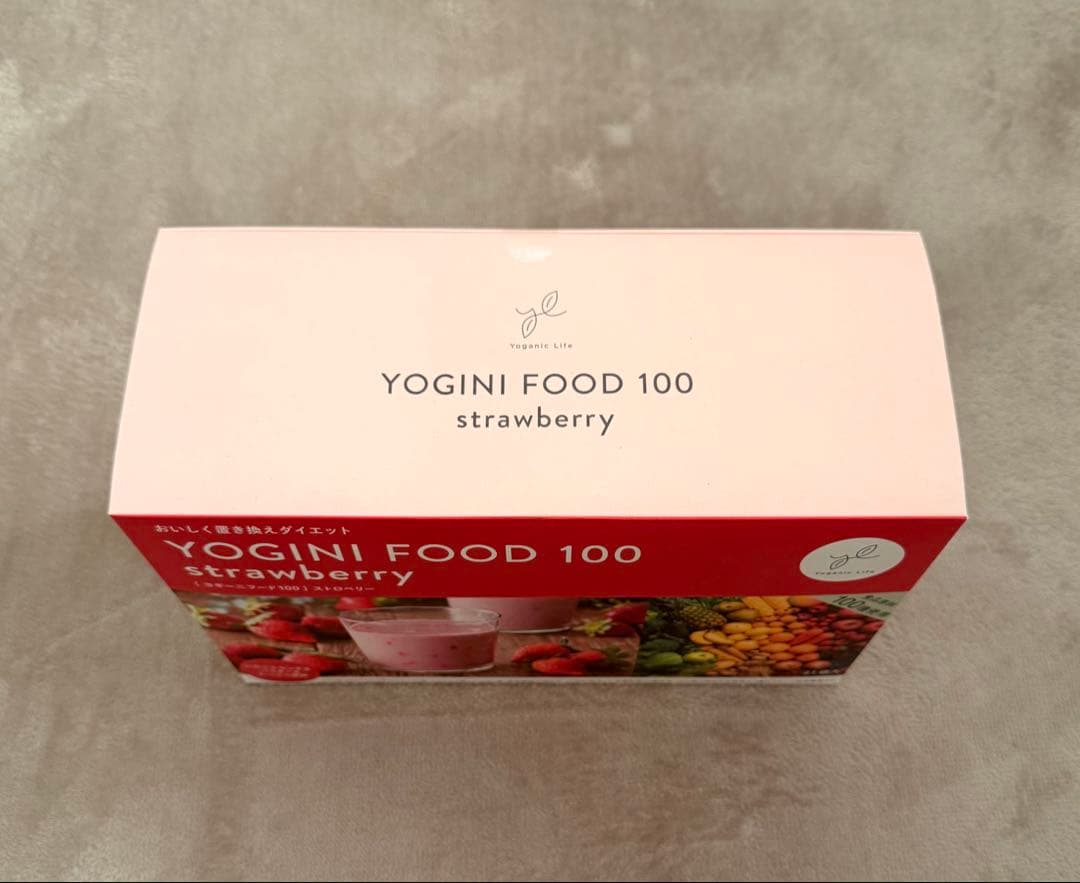 Yoganic Life
YOGINI FOOD 100
strawberry
おいしく置き換えダイエット
YOGINI FOOD 100
strawberry
[ ヨギーニフード100 ] ストロベリー
Yoganic Life